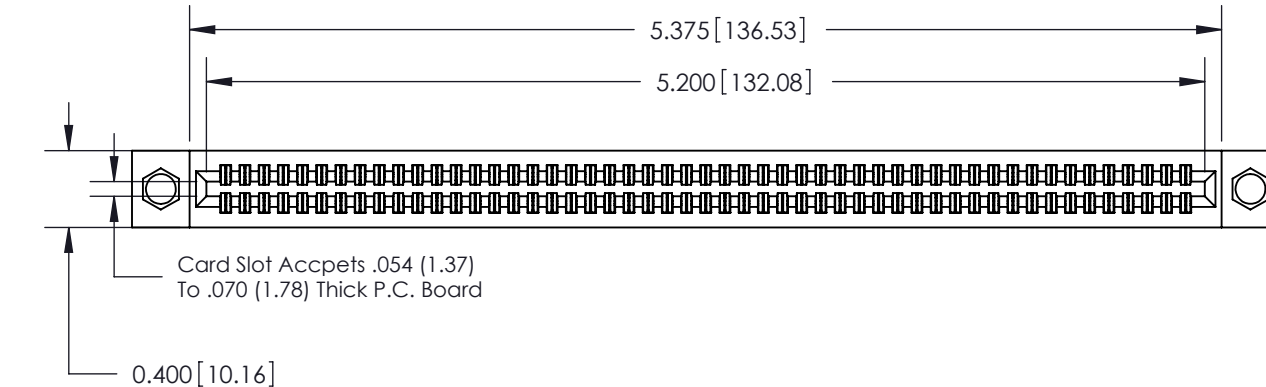 5.375[136.53]
5.200[132.08]
Card Slot Accpets .054 (1.37)
To .070 (1.78) Thick P.C. Board
0.400[10.16]